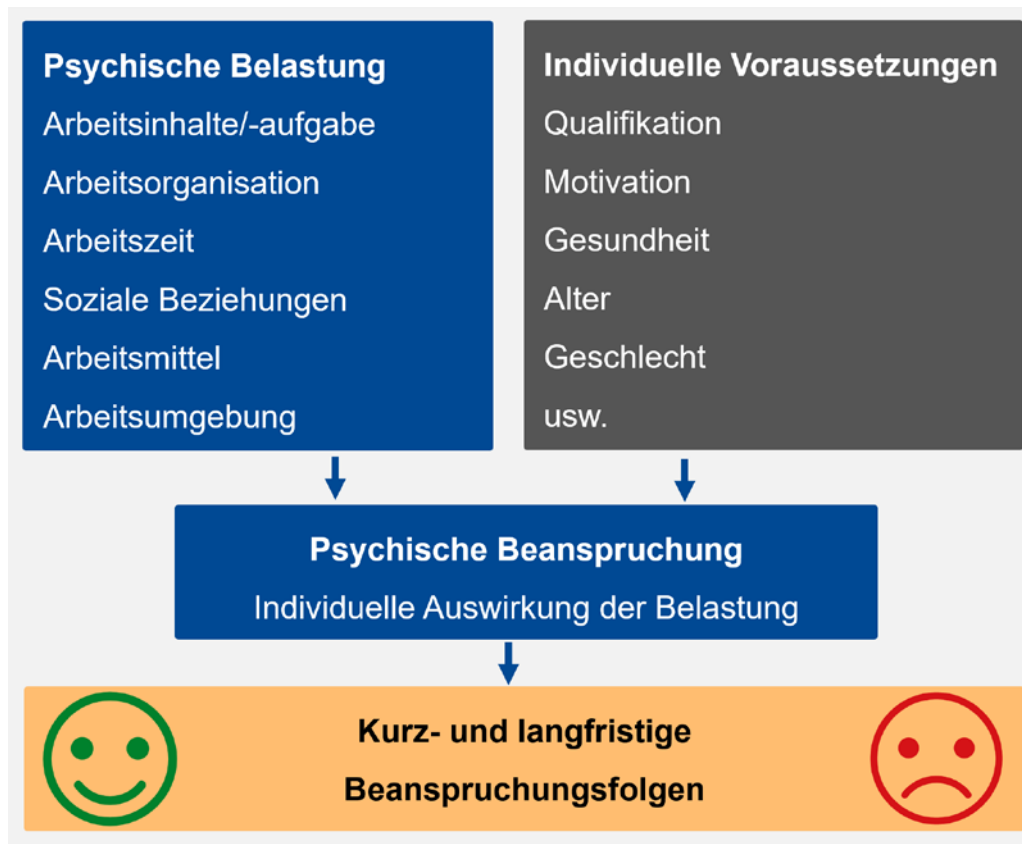 Psychische Belastung
Arbeitsinhalte/-aufgabe
Arbeitsorganisation
Arbeitszeit
Soziale Beziehungen
Arbeitsmittel
Arbeitsumgebung
Individuelle Voraussetzungen
Qualifikation
Motivation
Gesundheit
Alter
Geschlecht
usw.
Psychische Beanspruchung
Individuelle Auswirkung der Belastung
Kurz- und langfristige
Beanspruchungsfolgen